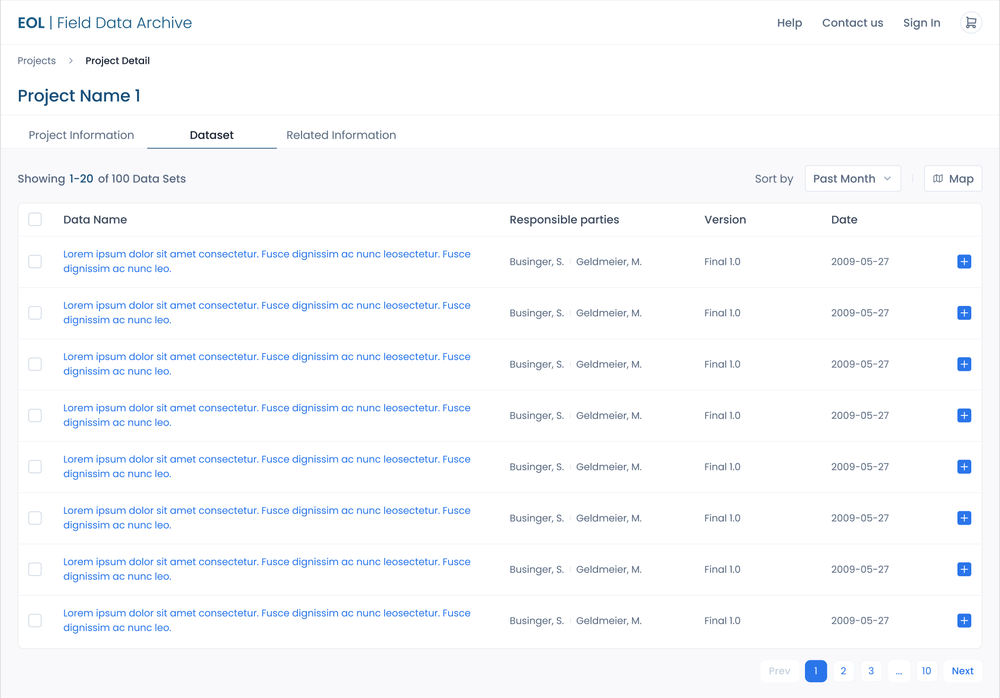 EOL | Field Data Archive
Help Contact us Sign In
Projects > Project Detail
Project Name 1
Project Information Dataset Related Information
Showing 1-20 of 100 Data Sets
Sort by Past Month Map
Data Name Responsible parties Version Date
Lorem ipsum dolor sit amet consectetur. Fusce dignissim ac nunc leosectetur. Fusce
dignissim ac nunc leo.
Businger, S. | Geldmeier, M. Final 1.0 2009-05-27
Lorem ipsum dolor sit amet consectetur. Fusce dignissim ac nunc leosectetur. Fusce
dignissim ac nunc leo.
Businger, S. | Geldmeier, M. Final 1.0 2009-05-27
Lorem ipsum dolor sit amet consectetur. Fusce dignissim ac nunc leosectetur. Fusce
dignissim ac nunc leo.
Businger, S. | Geldmeier, M. Final 1.0 2009-05-27
Lorem ipsum dolor sit amet consectetur. Fusce dignissim ac nunc leosectetur. Fusce
dignissim ac nunc leo.
Businger, S. | Geldmeier, M. Final 1.0 2009-05-27
Lorem ipsum dolor sit amet consectetur. Fusce dignissim ac nunc leosectetur. Fusce
dignissim ac nunc leo.
Businger, S. | Geldmeier, M. Final 1.0 2009-05-27
Lorem ipsum dolor sit amet consectetur. Fusce dignissim ac nunc leosectetur. Fusce
dignissim ac nunc leo.
Businger, S. | Geldmeier, M. Final 1.0 2009-05-27
Lorem ipsum dolor sit amet consectetur. Fusce dignissim ac nunc leosectetur. Fusce
dignissim ac nunc leo.
Businger, S. | Geldmeier, M. Final 1.0 2009-05-27
Lorem ipsum dolor sit amet consectetur. Fusce dignissim ac nunc leosectetur. Fusce
dignissim ac nunc leo.
Businger, S. | Geldmeier, M. Final 1.0 2009-05-27
Prev 1 2 3 ... 10 Next